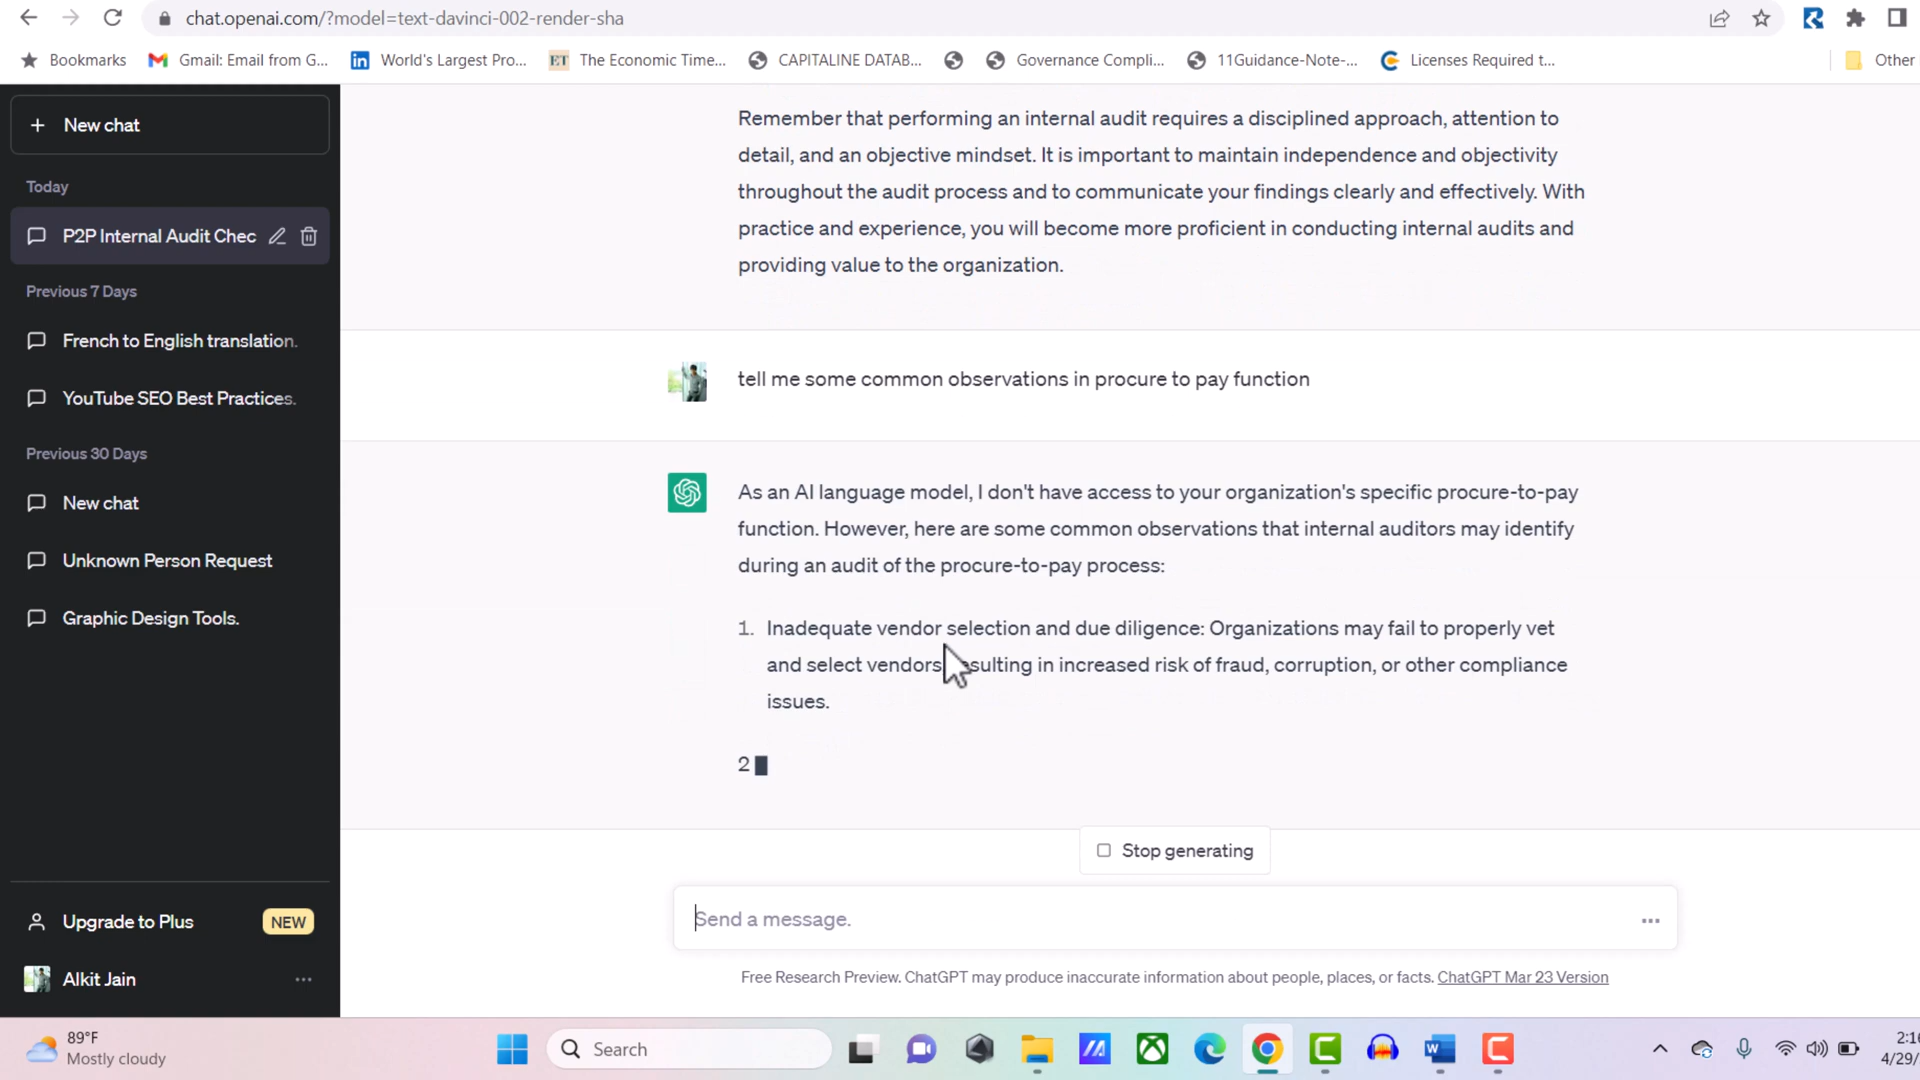 chat.openai.com/?model=text-davinci-002-render-sha
Bookmarks
Gmail: Email from G...
World's Largest Pro...
ET
The Economic Time...
CAPITALINE DATAB...
Governance Compli...
11Guidance-Note-...
Licenses Required t...
Other
New chat
Today
P2P Internal Audit Chec
Previous 7 Days
French to English translation.
YouTube SEO Best Practices.
Previous 30 Days
New chat
Unknown Person Request
Graphic Design Tools.
Upgrade to Plus
NEW
Alkit Jain
Remember that performing an internal audit requires a disciplined approach, attention to
detail, and an objective mindset. It is important to maintain independence and objectivity
throughout the audit process and to communicate your findings clearly and effectively. With
practice and experience, you will become more proficient in conducting internal audits and
providing value to the organization.
tell me some common observations in procure to pay function
As an AI language model, I don't have access to your organization's specific procure-to-pay
function. However, here are some common observations that internal auditors may identify
during an audit of the procure-to-pay process:
1. Inadequate vendor selection and due diligence: Organizations may fail to properly vet
and select vendors, resulting in increased risk of fraud, corruption, or other compliance
issues.
2
Stop generating
Send a message.
Free Research Preview. ChatGPT may produce inaccurate information about people, places, or facts. ChatGPT Mar 23 Version
89°F
Mostly cloudy
Search
2:16
4/29/